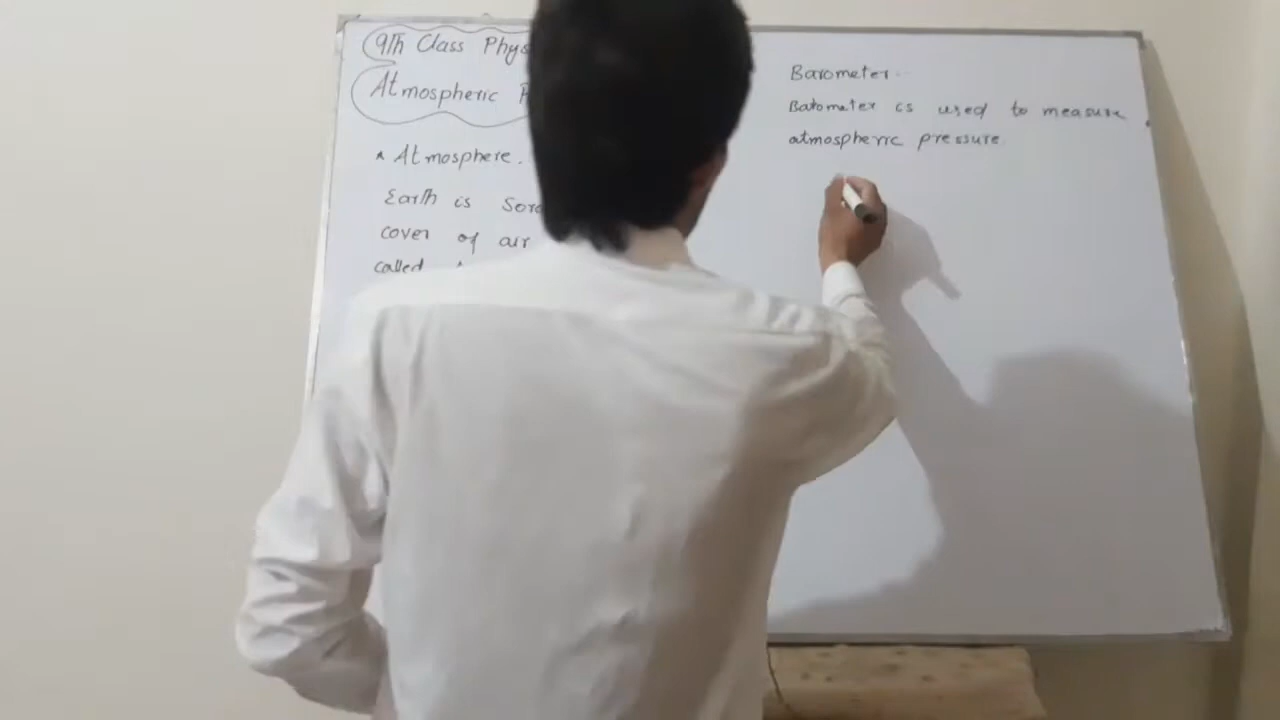 9Th Class Phys
Atmospheric P
* Atmosphere.
Earth is Soro
cover of air
called
Barometer
Barometer is used to measure
atmospheric pressure